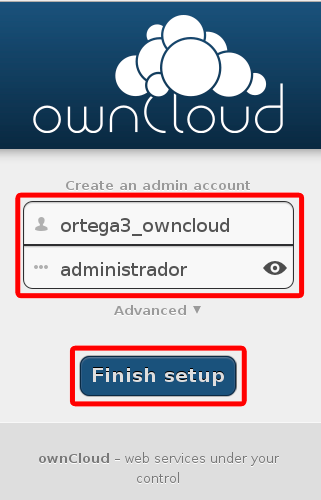 ownCloud
Create an admin account
ortega3_owncloud
administrador
Advanced ▼
Finish setup
ownCloud – web services under your
control